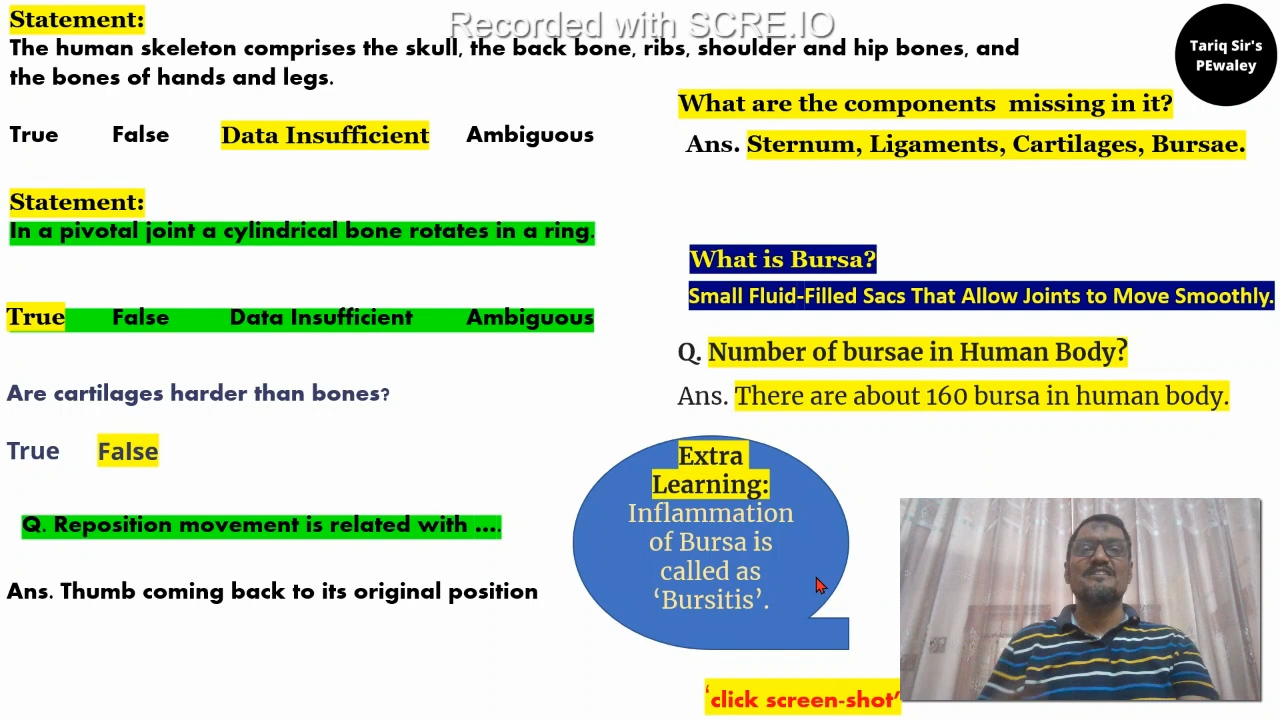 Recorded with SCRE.IO
Statement:
The human skeleton comprises the skull, the back bone, ribs, shoulder and hip bones, and
the bones of hands and legs.
True False Data Insufficient Ambiguous
Statement:
In a pivotal joint a cylindrical bone rotates in a ring.
True False Data Insufficient Ambiguous
Are cartilages harder than bones?
True False
Q. Reposition movement is related with ....
Ans. Thumb coming back to its original position
Tariq Sir's
PEwaley
What are the components missing in it?
Ans. Sternum, Ligaments, Cartilages, Bursae.
What is Bursa?
Small Fluid-Filled Sacs That Allow Joints to Move Smoothly.
Q. Number of bursae in Human Body?
Ans. There are about 160 bursa in human body.
Extra
Learning:
Inflammation
of Bursa is
called as
‘Bursitis’.
‘click screen-shot’